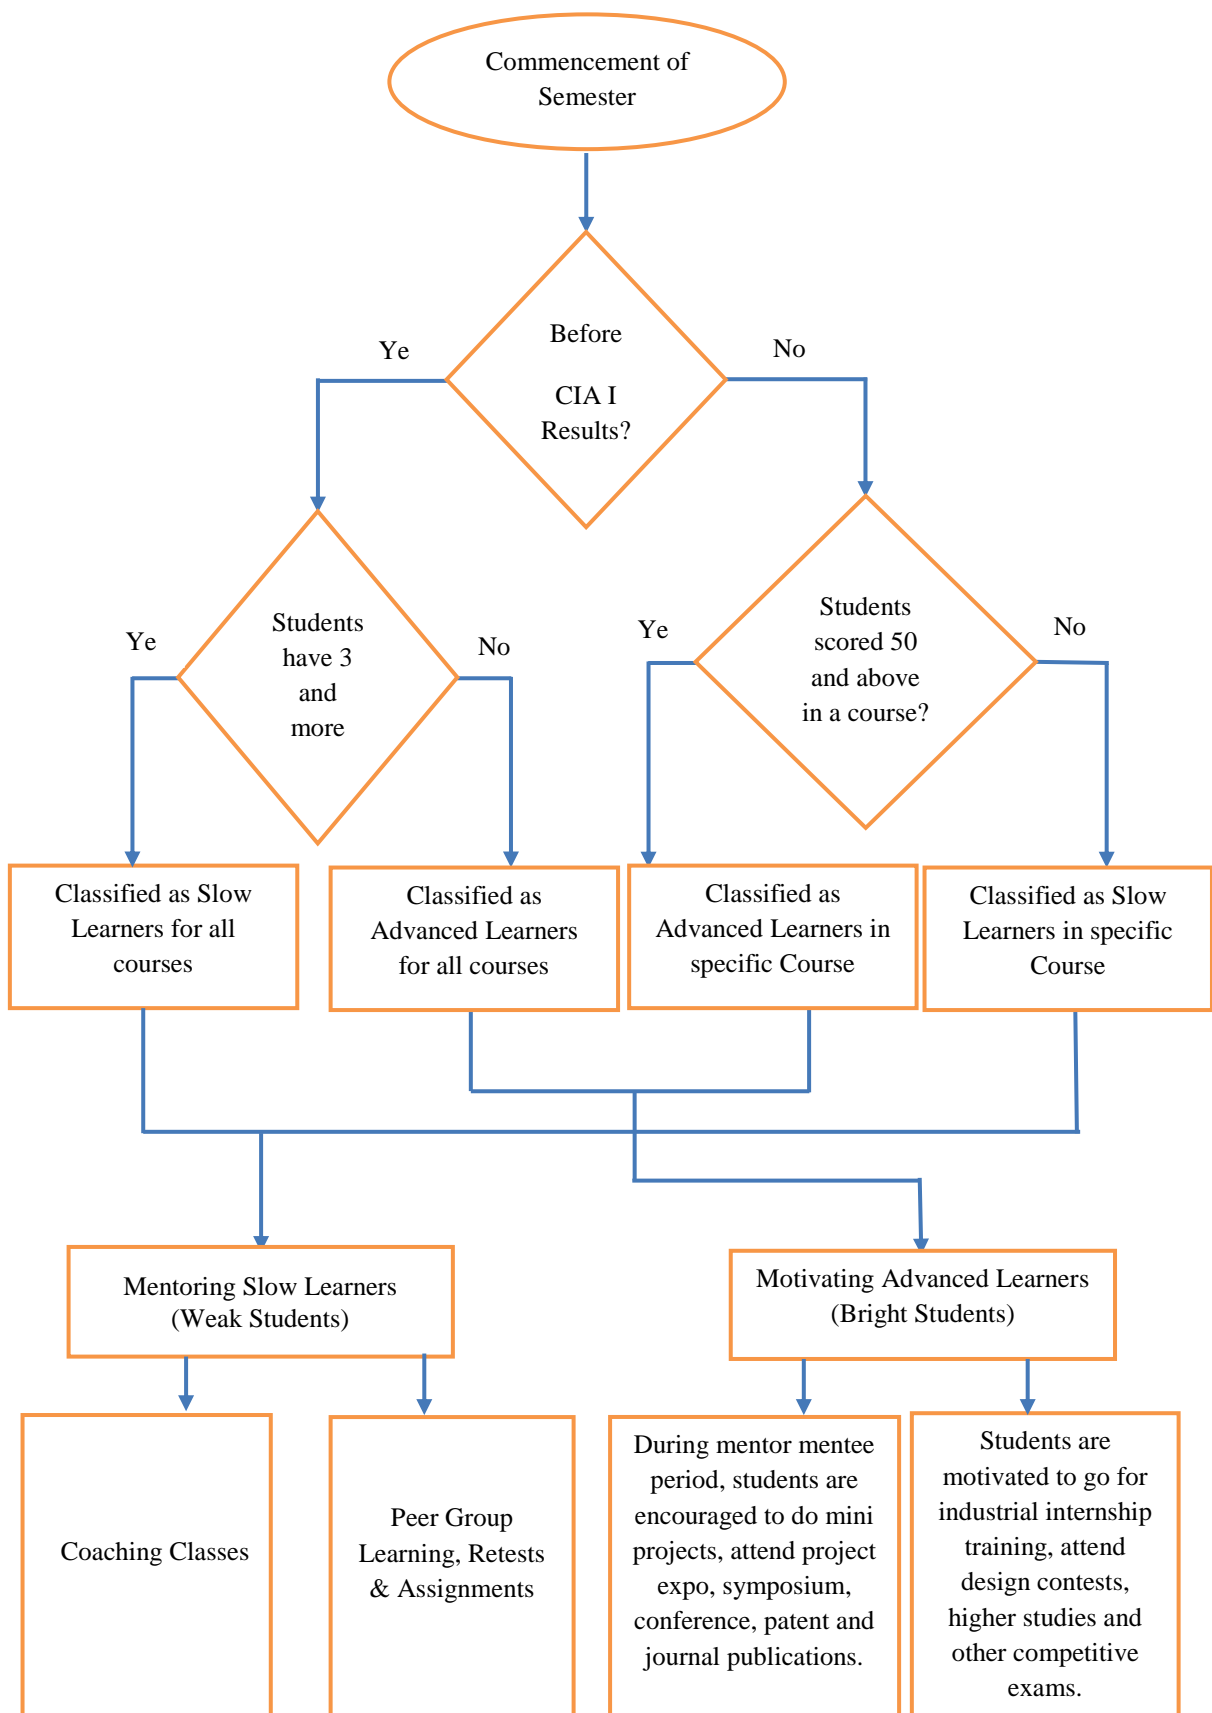 Commencement of
Semester
Before
CIA I
Results?
Ye
No
Students
have 3
and
more
Ye
No
Students
scored 50
and above
in a course?
Ye
No
Classified as Slow
Learners for all
courses
Classified as
Advanced Learners
for all courses
Classified as
Advanced Learners in
specific Course
Classified as Slow
Learners in specific
Course
Mentoring Slow Learners
(Weak Students)
Motivating Advanced Learners
(Bright Students)
Coaching Classes
Peer Group
Learning, Retests
& Assignments
During mentor mentee
period, students are
encouraged to do mini
projects, attend project
expo, symposium,
conference, patent and
journal publications.
Students are
motivated to go for
industrial internship
training, attend
design contests,
higher studies and
other competitive
exams.